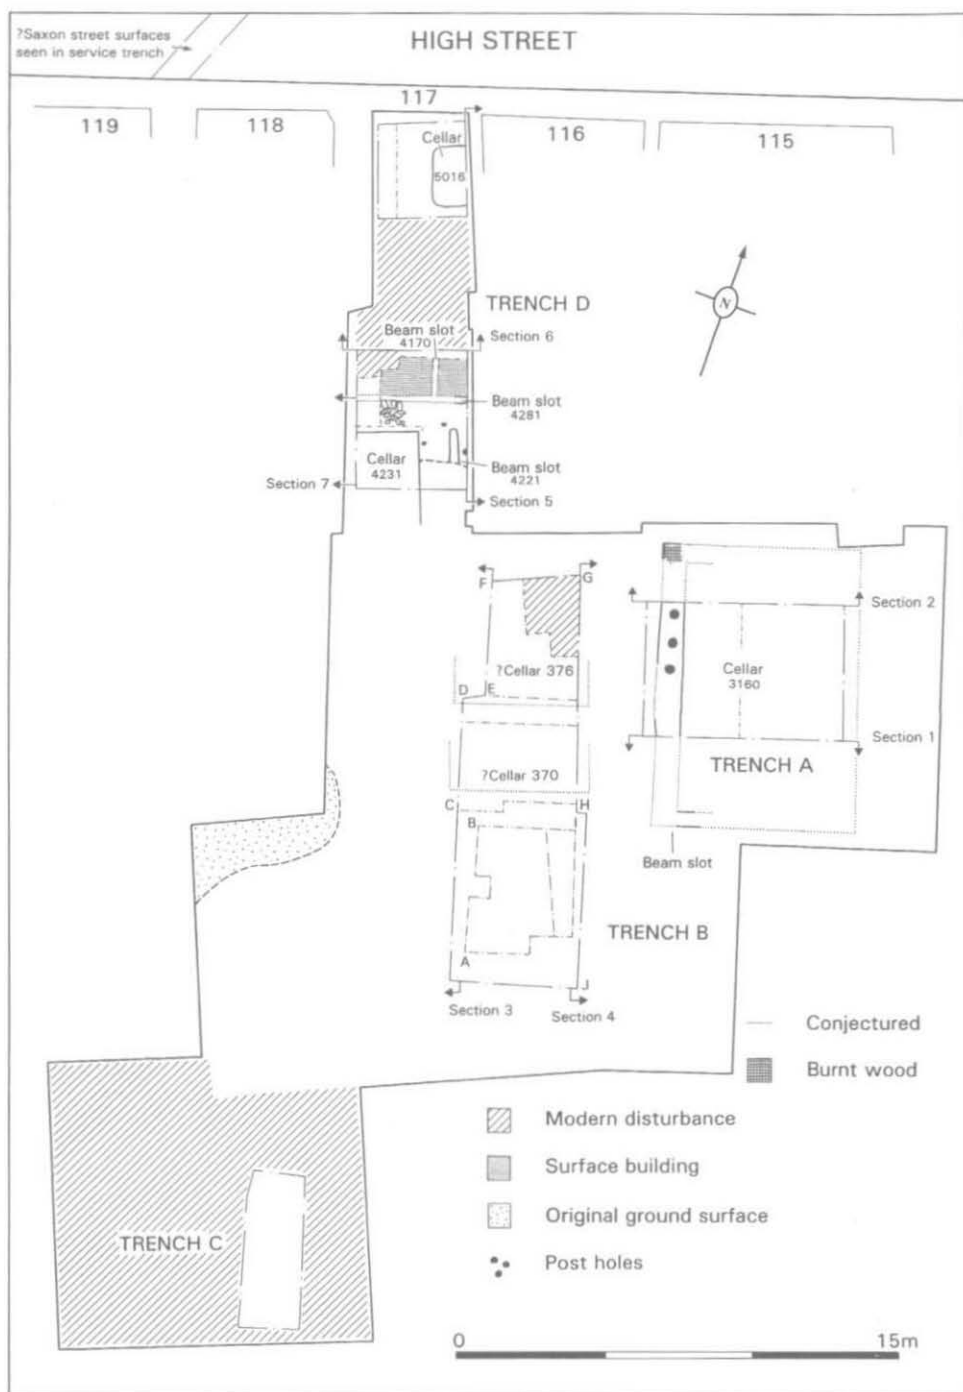 ?Saxon street surfaces
seen in service trench
HIGH STREET
117
119
118
116
115
Cellar
5016
TRENCH D
N
Beam slot
4170
Section 6
Beam slot
4281
Cellar
4231
Beam slot
4221
Section 7
Section 5
F
G
Section 2
?Cellar 376
Cellar
3160
D
E
Section 1
TRENCH A
?Cellar 370
C
H
B
Beam slot
TRENCH B
A
Section 3
Section 4
Conjectured
Burnt wood
Modern disturbance
Surface building
Original ground surface
TRENCH C
Post holes
0
15m